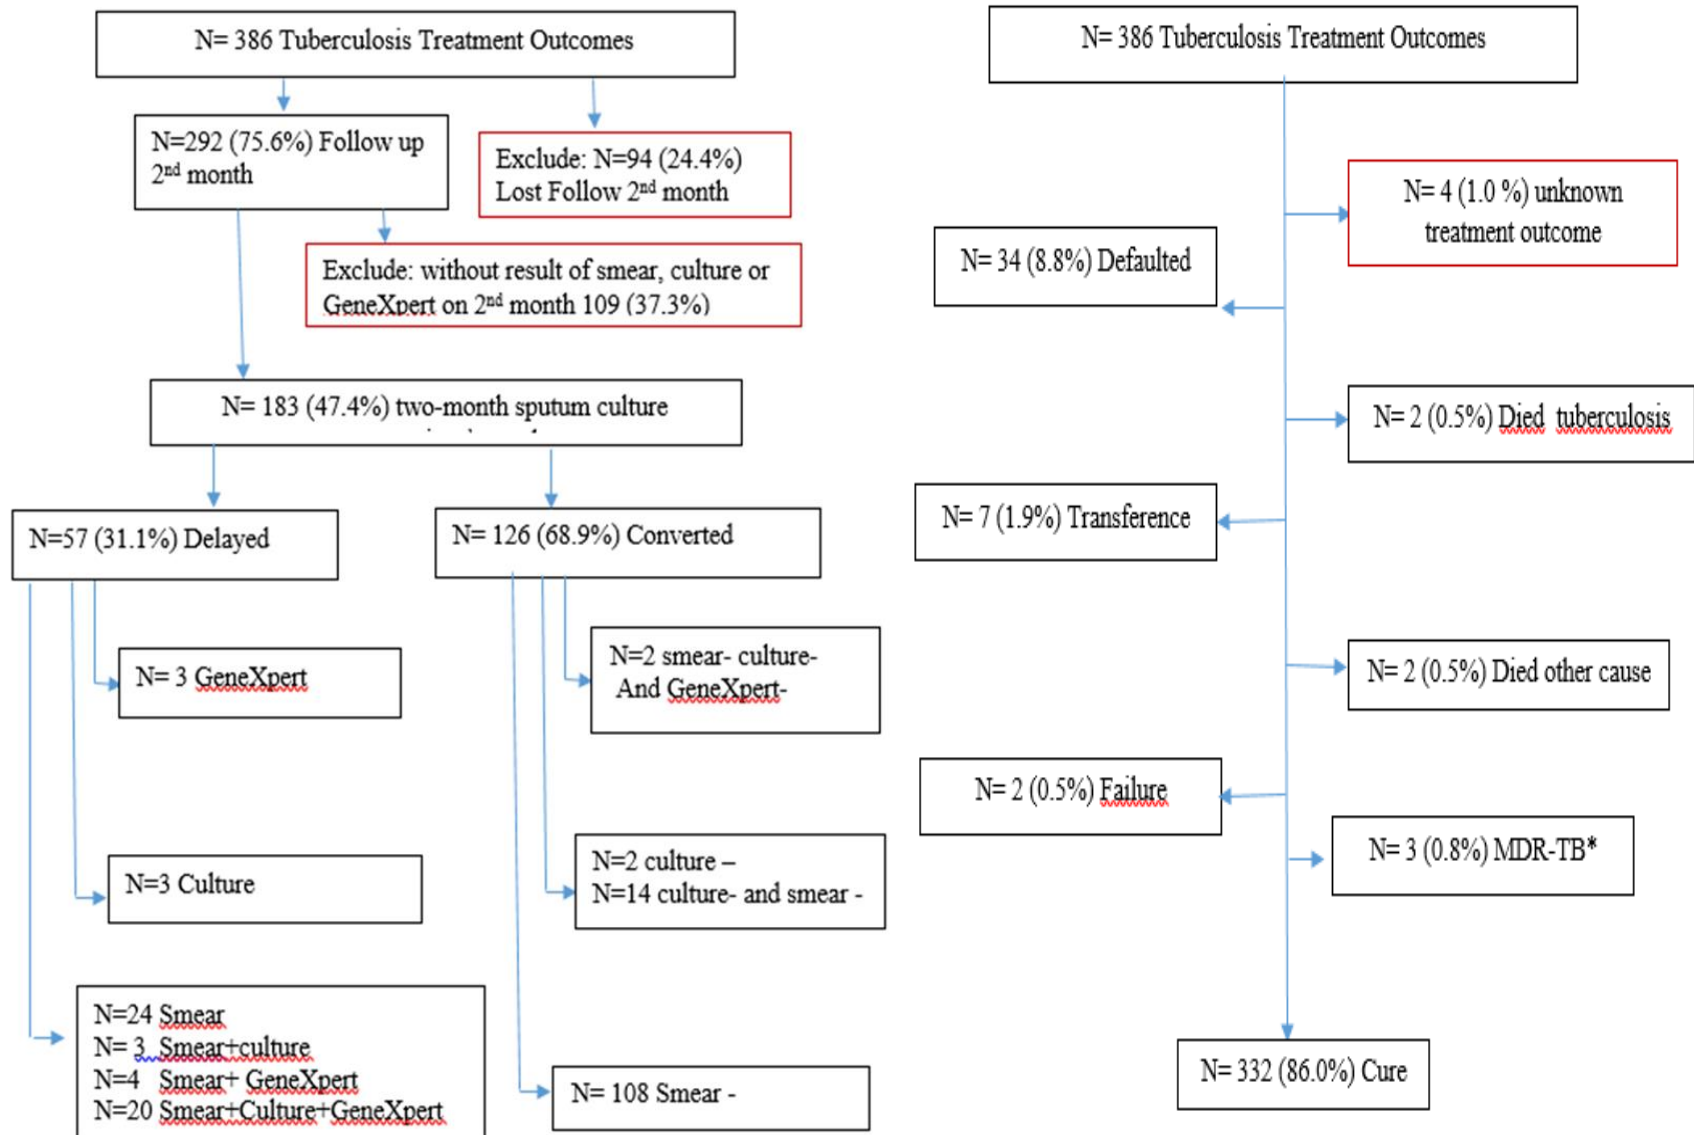 N= 386 Tuberculosis Treatment Outcomes
N=292 (75.6%) Follow up
2nd month
Exclude: N=94 (24.4%)
Lost Follow 2nd month
Exclude: without result of smear, culture or
GeneXpert on 2nd month 109 (37.3%)
N= 183 (47.4%) two-month sputum culture
N=57 (31.1%) Delayed
N= 126 (68.9%) Converted
N= 3 GeneXpert
N=3 Culture
N=24 Smear
N= 3 Smear+culture
N=4 Smear+ GeneXpert
N=20 Smear+Culture+GeneXpert
N=2 smear- culture-
And GeneXpert-
N=2 culture –
N=14 culture- and smear -
N= 108 Smear -
N= 386 Tuberculosis Treatment Outcomes
N= 4 (1.0 %) unknown
treatment outcome
N= 34 (8.8%) Defaulted
N= 2 (0.5%) Died tuberculosis
N= 7 (1.9%) Transference
N= 2 (0.5%) Died other cause
N= 2 (0.5%) Failure
N= 3 (0.8%) MDR-TB*
N= 332 (86.0%) Cure